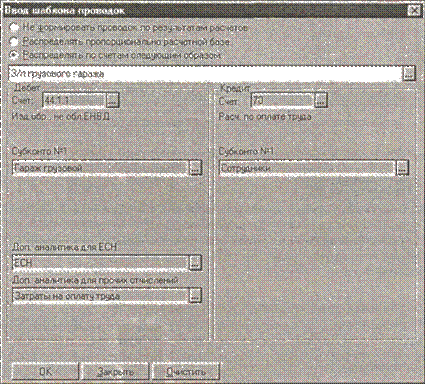 Ввод шаблона проводок
Не формировать проводок по результатам расчетов
Распределять пропорционально расчетной базе
Распределять по счетам следующим образом:
З/п грузового гаража
Дебет
Кредит
Счет: 44.1.1
Счет 70
Изд.обр., не обл.ЕНВД
Расч. по оплате труда
Субконто №1
Субконто №1
Гараж грузовой
Сотрудники
Доп. аналитика для ЕСН
ЕСН
Доп. аналитика для прочих отчислений
Затраты на оплату труда
OK Закрыть Очистить